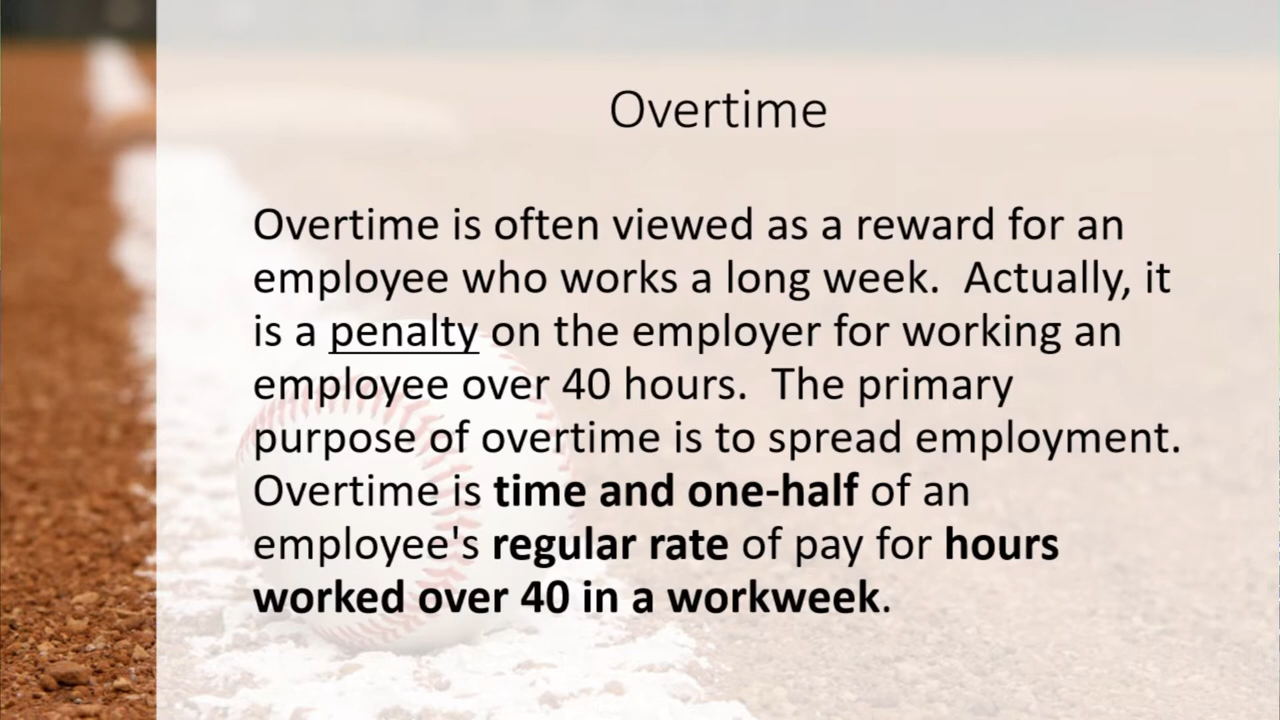 Overtime
Overtime is often viewed as a reward for an
employee who works a long week.  Actually, it
is a penalty on the employer for working an
employee over 40 hours.  The primary
purpose of overtime is to spread employment.
Overtime is time and one-half of an
employee's regular rate of pay for hours
worked over 40 in a workweek.